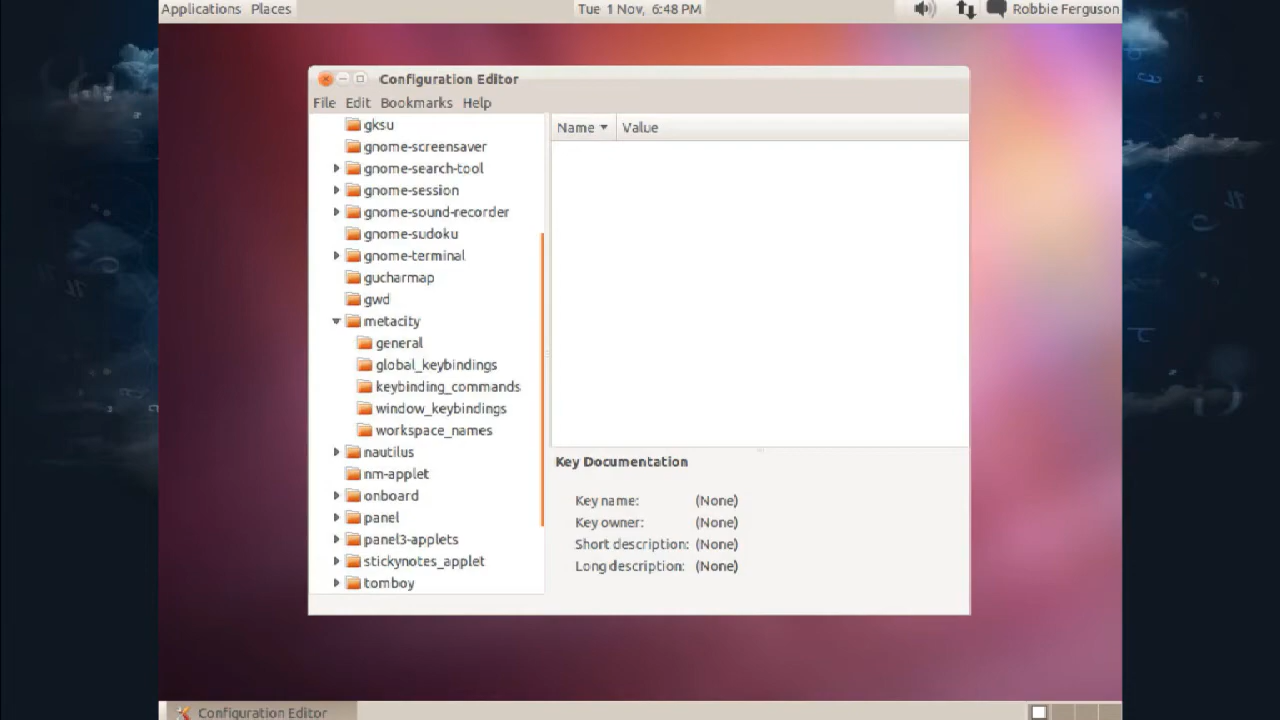 Applications Places Tue 1 Nov, 6:48 PM Robbie Ferguson
Configuration Editor
File Edit Bookmarks Help
gksu
gnome-screensaver
gnome-search-tool
gnome-session
gnome-sound-recorder
gnome-sudoku
gnome-terminal
gucharmap
gwd
metacity
general
global_keybindings
keybinding_commands
window_keybindings
workspace_names
nautilus
nm-applet
onboard
panel
panel3-applets
stickynotes_applet
tomboy
Name Value
Key Documentation
Key name: (None)
Key owner: (None)
Short description: (None)
Long description: (None)
Configuration Editor